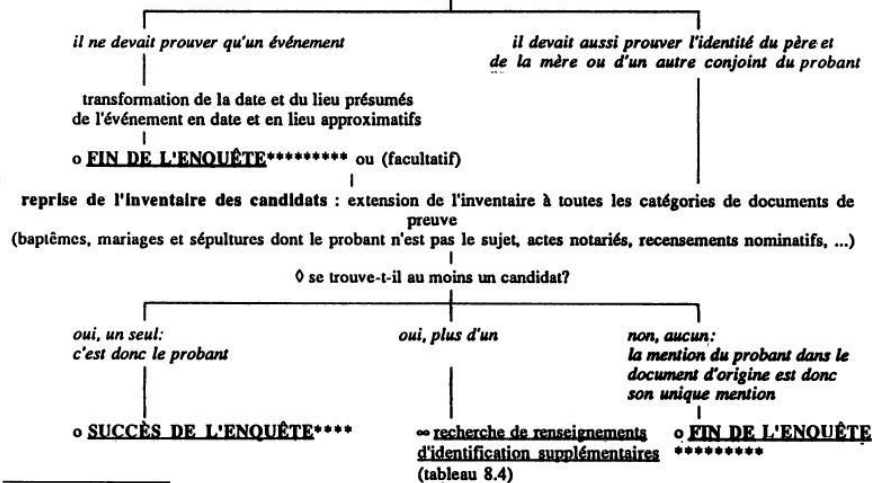 il ne devait prouver qu'un événement
il devait aussi prouver l'identité du père et
de la mère ou d'un autre conjoint du probant
transformation de la date et du lieu présumés
de l'événement en date et en lieu approximatifs
o FIN DE L'ENQUÊTE********* ou (facultatif)
reprise de l'inventaire des candidats : extension de l'inventaire à toutes les catégories de documents de
preuve
(baptêmes, mariages et sépultures dont le probant n'est pas le sujet, actes notariés, recensements nominatifs, ...)
◊ se trouve-t-il au moins un candidat?
oui, un seul:
c'est donc le probant
o SUCCÈS DE L'ENQUÊTE****
oui, plus d'un
∞ recherche de renseignements
d'identification supplémentaires
(tableau 8.4)
non, aucun:
la mention du probant dans le
document d'origine est donc
son unique mention
o FIN DE L'ENQUÊTE
*********